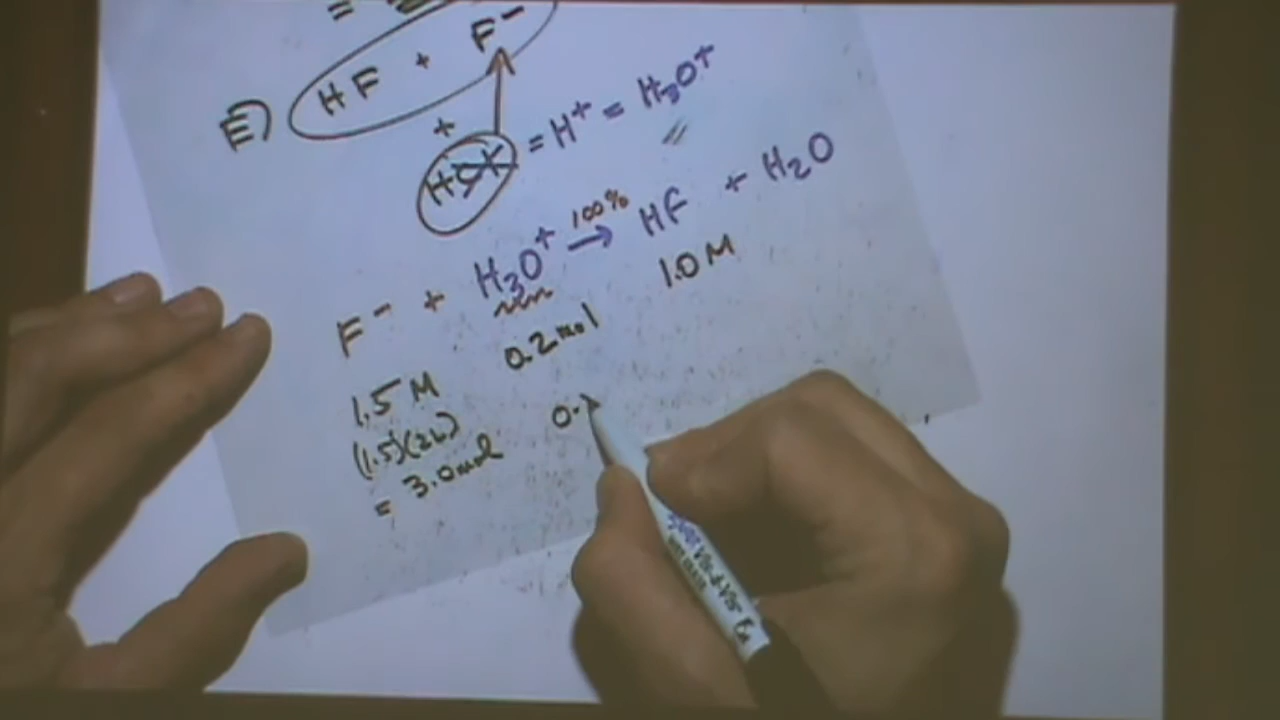 E) HF + F⁻
+
= H⁺ = H₃O⁺
100%
F⁻ + H₃O⁺ → HF + H₂O
1.5 M 0.2 mol 1.0 M
(1.5)(2L)
= 3.0 mol